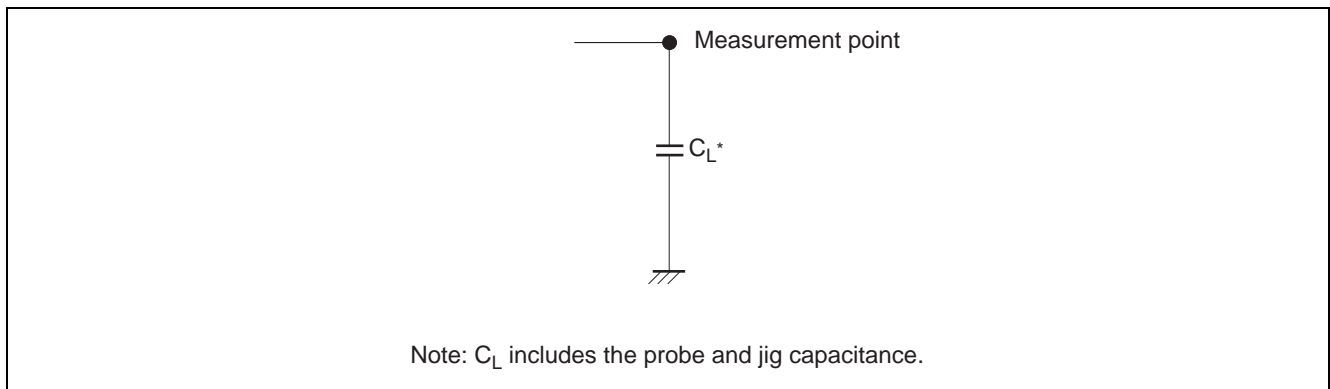 Measurement point
CL*
Note: CL includes the probe and jig capacitance.